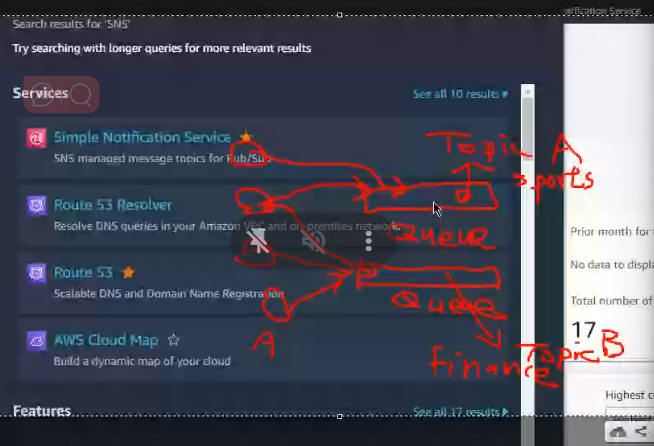 Search results for 'SNS'
ification Service
Try searching with longer queries for more relevant results
Services
See all 10 results
Simple Notification Service
SNS managed message topics for Pub/Sub
Topic A
sports
Route 53 Resolver
Resolve DNS queries in your Amazon VPC and on-premises network.
Queue
Prior month for
No data to displa
Route 53
Scalable DNS and Domain Name Registration
Queue
Total number of
17
A
AWS Cloud Map
Build a dynamic map of your cloud
Topic B
finance
Highest c
Features
See all 17 results